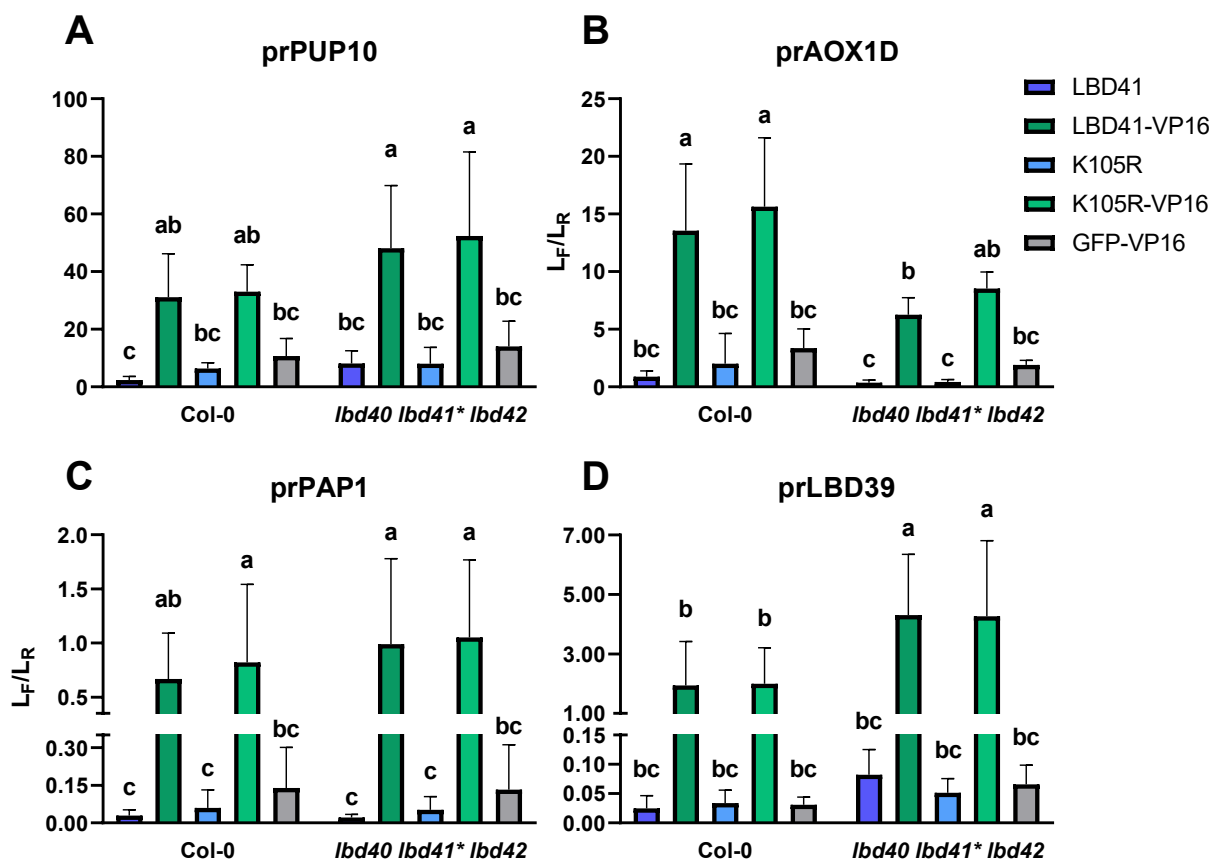 A
prPUP10
100
80
60
40
20
0
c
ab
bc
ab
bc
bc
a
bc
a
bc
Col-0
lbd40 lbd41* lbd42
B
prAOX1D
LF/LR
25
20
15
10
5
0
bc
a
bc
a
bc
c
b
c
ab
bc
Col-0
lbd40 lbd41* lbd42
LBD41
LBD41-VP16
K105R
K105R-VP16
GFP-VP16
C
prPAP1
LF/LR
2.0
1.5
1.0
0.5
0.30
0.15
0.00
c
ab
c
a
bc
c
a
c
a
bc
Col-0
lbd40 lbd41* lbd42
D
prLBD39
7.00
5.00
3.00
1.00
0.15
0.10
0.05
0.00
bc
b
bc
b
bc
bc
a
bc
a
bc
Col-0
lbd40 lbd41* lbd42